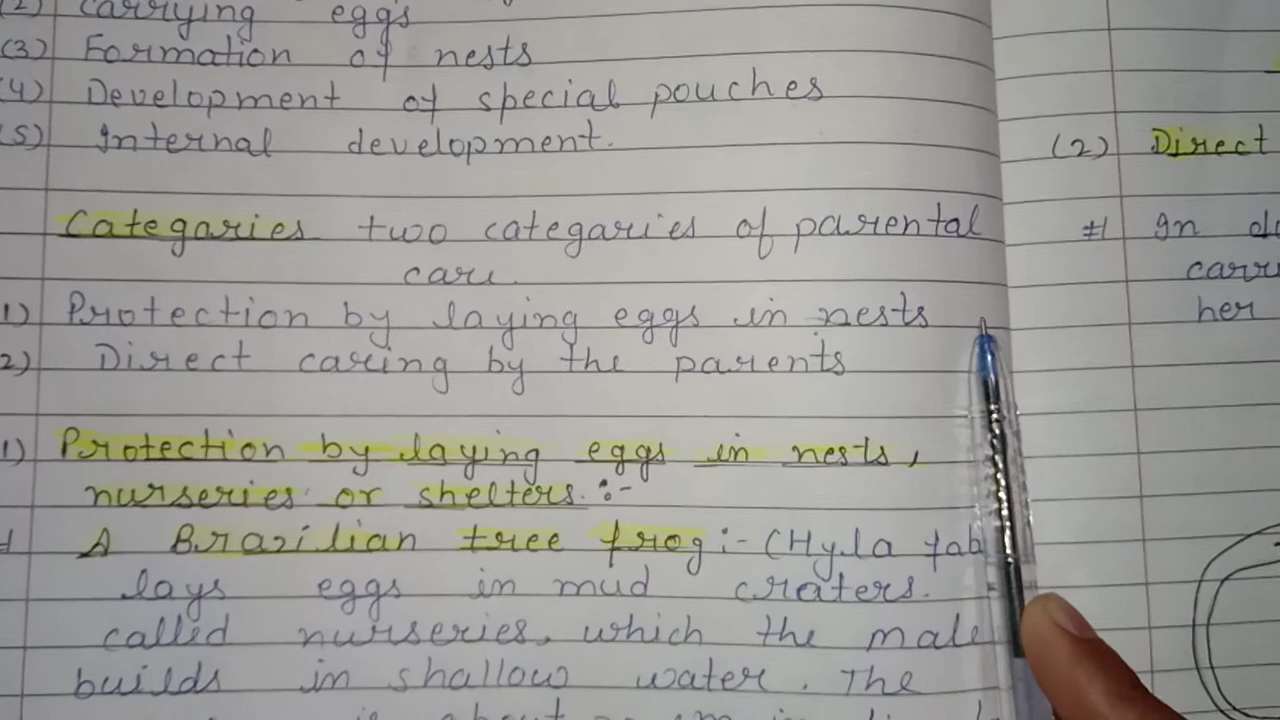 (2) carrying eggs
(3) Formation of nests
(4) Development of special pouches
(5) Internal development.
Categaries two categaries of parental
care.
1) Protection by laying eggs in nests
2) Direct caring by the parents
1) Protection by laying eggs in nests,
nurseries or shelters :-
A Brazilian tree frog :- (Hyla fab
lays eggs in mud craters.
called nurseries, which the male
builds in shallow water. The
is about
(2) Direct
# In
carr
her